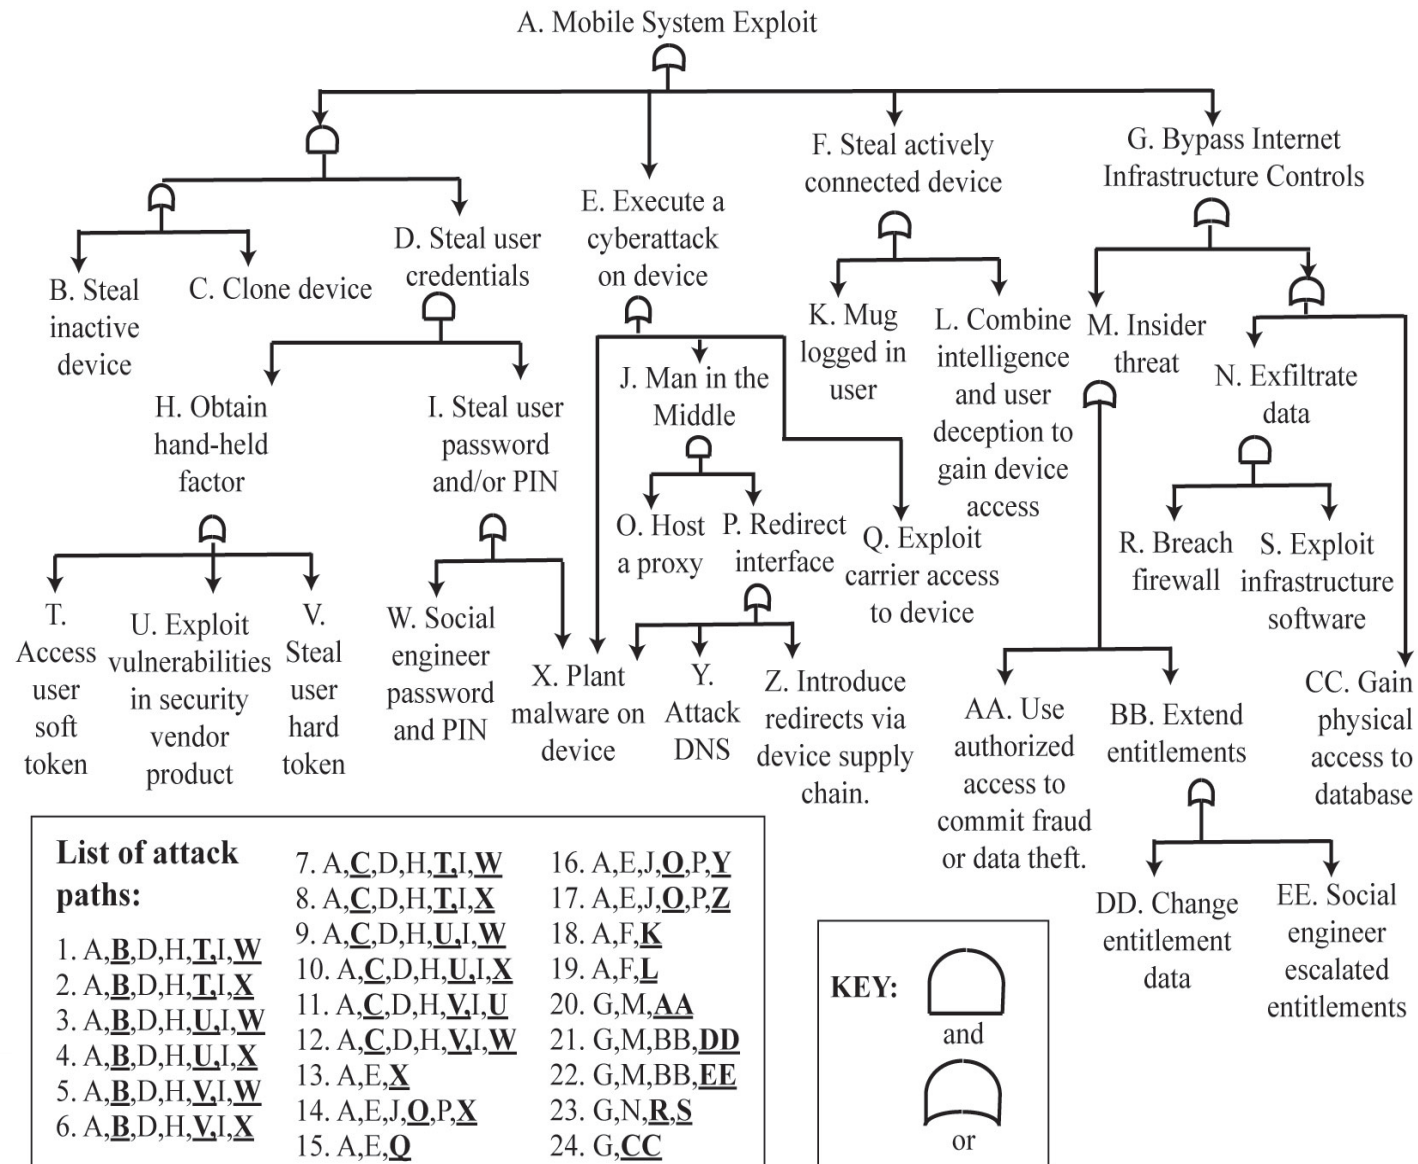 A. Mobile System Exploit
F. Steal actively
connected device
G. Bypass Internet
Infrastructure Controls
E. Execute a
cyberattack
on device
D. Steal user
credentials
B. Steal
inactive
device
C. Clone device
K. Mug
logged in
user
L. Combine
intelligence
and user
deception to
gain device
access
M. Insider
threat
N. Exfiltrate
data
J. Man in the
Middle
H. Obtain
hand-held
factor
I. Steal user
password
and/or PIN
O. Host
a proxy
P. Redirect
interface
Q. Exploit
carrier access
to device
R. Breach
firewall
S. Exploit
infrastructure
software
T.
Access
user
soft
token
U. Exploit
vulnerabilities
in security
vendor
product
V.
Steal
user
hard
token
W. Social
engineer
password
and PIN
X. Plant
malware on
device
Y.
Attack
DNS
Z. Introduce
redirects via
device supply
chain.
AA. Use
authorized
access to
commit fraud
or data theft.
BB. Extend
entitlements
CC. Gain
physical
access to
database
DD. Change
entitlement
data
EE. Social
engineer
escalated
entitlements
List of attack
paths:
1. A,B,D,H,T,I,W
2. A,B,D,H,T,I,X
3. A,B,D,H,U,I,W
4. A,B,D,H,U,I,X
5. A,B,D,H,V,I,W
6. A,B,D,H,V,I,X
7. A,C,D,H,T,I,W
8. A,C,D,H,T,I,X
9. A,C,D,H,U,I,W
10. A,C,D,H,U,I,X
11. A,C,D,H,V,I,U
12. A,C,D,H,V,I,W
13. A,E,X
14. A,E,J,O,P,X
15. A,E,Q
16. A,E,J,O,P,Y
17. A,E,J,O,P,Z
18. A,F,K
19. A,F,L
20. G,M,AA
21. G,M,BB,DD
22. G,M,BB,EE
23. G,N,R,S
24. G,CC
KEY:
and
or